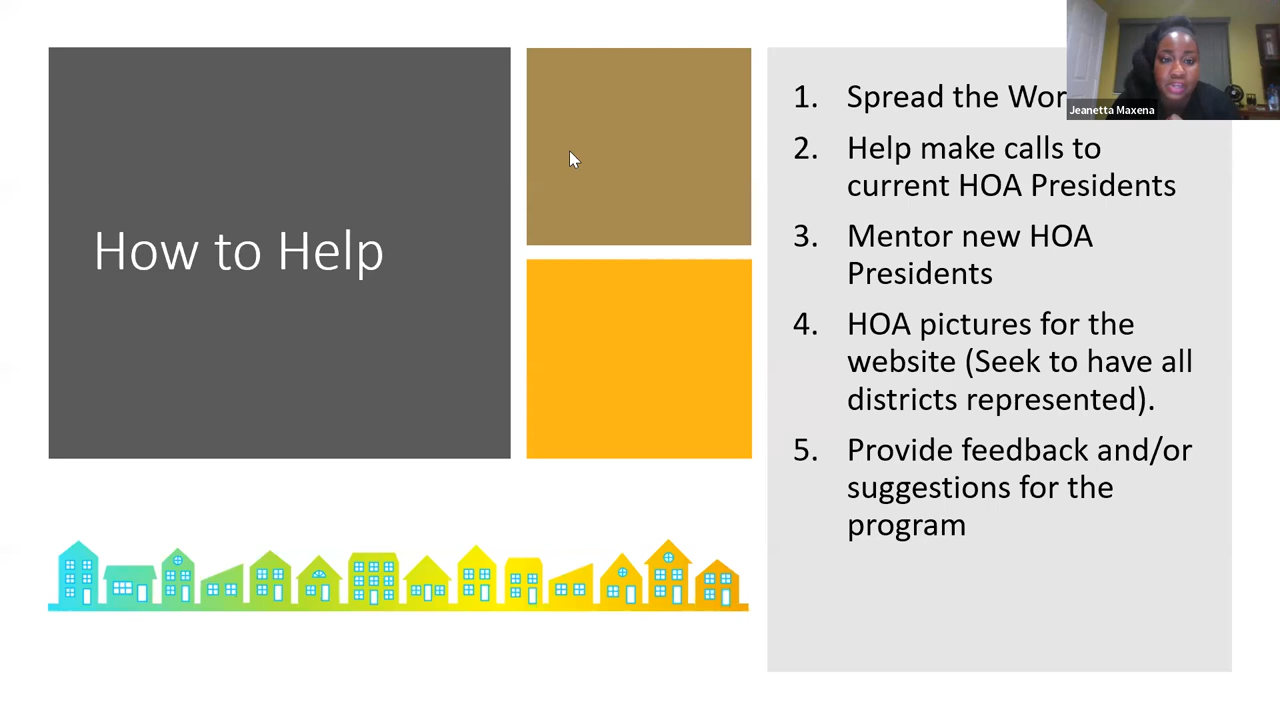 How to Help
1. Spread the
2. Help make calls to
current HOA Presidents
3. Mentor new HOA
Presidents
4. HOA pictures for the
website (Seek to have all
districts represented).
5. Provide feedback and/or
suggestions for the
program
Jeanetta Maxena